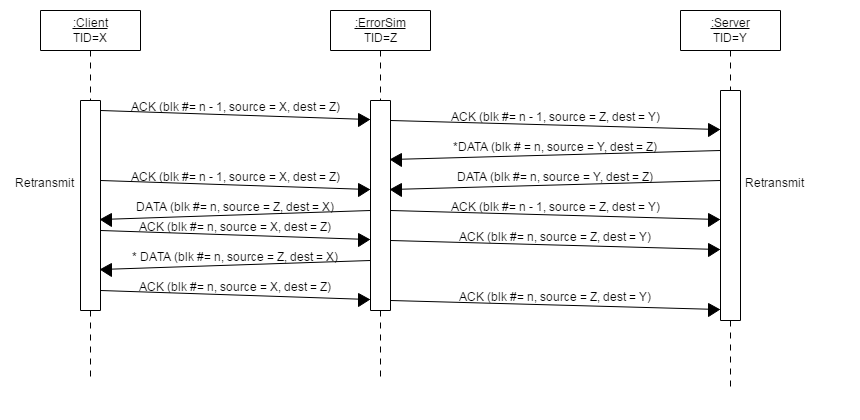 :Client
TID=X
:ErrorSim
TID=Z
:Server
TID=Y
ACK (blk #= n - 1, source = X, dest = Z)
ACK (blk #= n - 1, source = Z, dest = Y)
*DATA (blk # = n, source = Y, dest = Z)
Retransmit
ACK (blk #= n - 1, source = X, dest = Z)
DATA (blk #= n, source = Y, dest = Z)
Retransmit
DATA (blk #= n, source = Z, dest = X)
ACK (blk #= n - 1, source = Z, dest = Y)
ACK (blk #= n, source = X, dest = Z)
ACK (blk #= n, source = Z, dest = Y)
* DATA (blk #= n, source = Z, dest = X)
ACK (blk #= n, source = X, dest = Z)
ACK (blk #= n, source = Z, dest = Y)